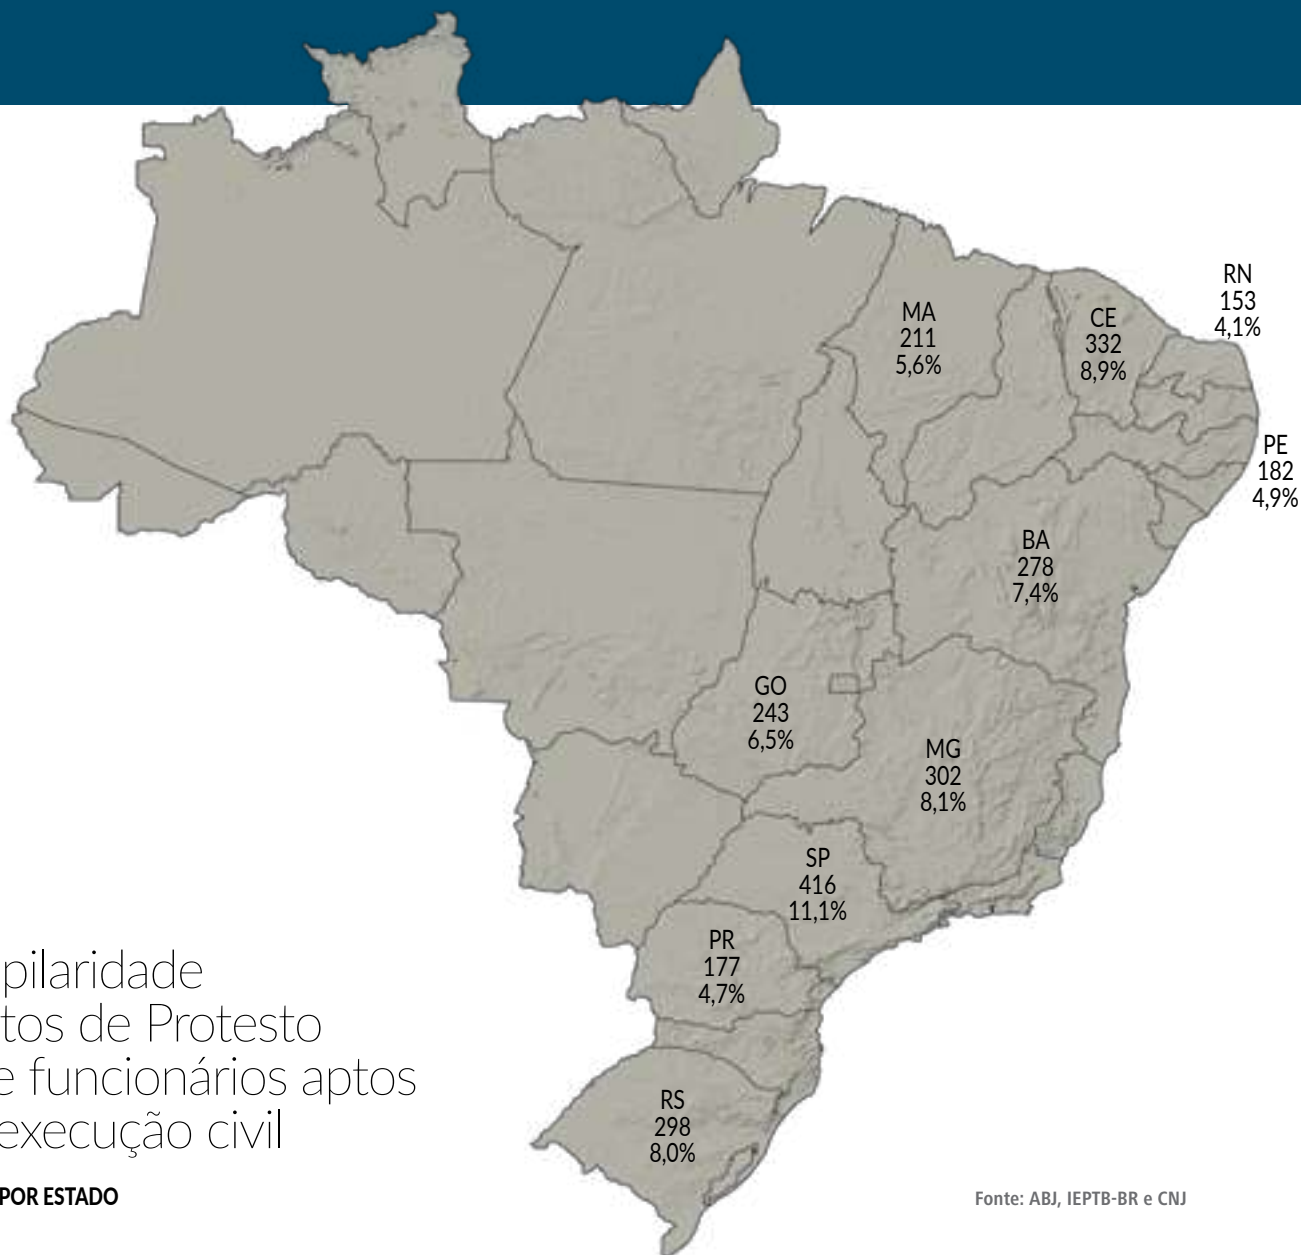 RN
153
4,1%
MA
211
5,6%
CE
332
8,9%
PE
182
4,9%
BA
278
7,4%
GO
243
6,5%
MG
302
8,1%
SP
416
11,1%
PR
177
4,7%
RS
298
8,0%
pilaridade
tos de Protesto
e funcionários aptos
execução civil
POR ESTADO
Fonte: ABJ, IEPTB-BR e CNJ